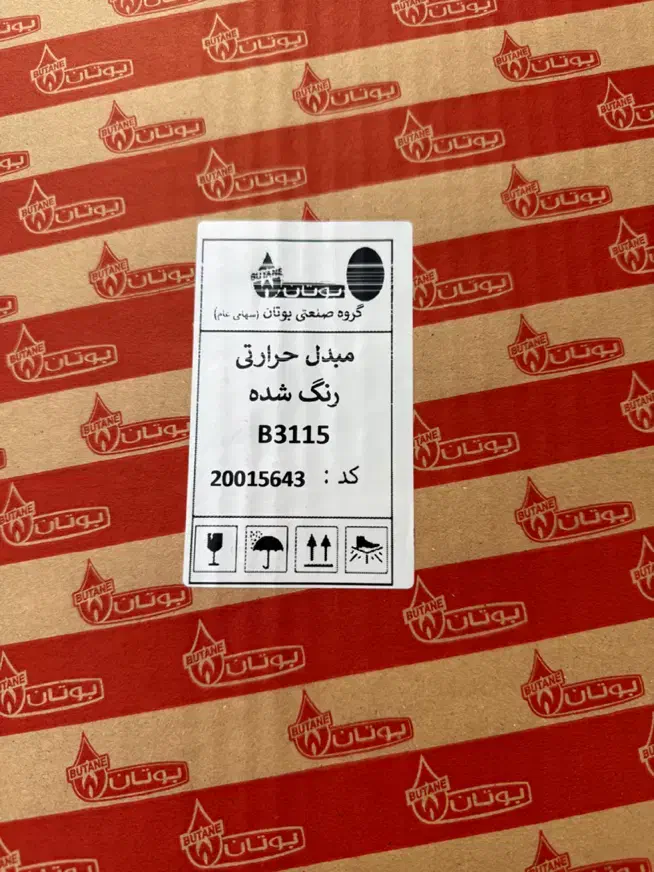 BUTANE
بوتان
گروه صنعتی بوتان (سهامی عام)
مبدل حرارتی
رنگ شده
B3115
کد : 20015643